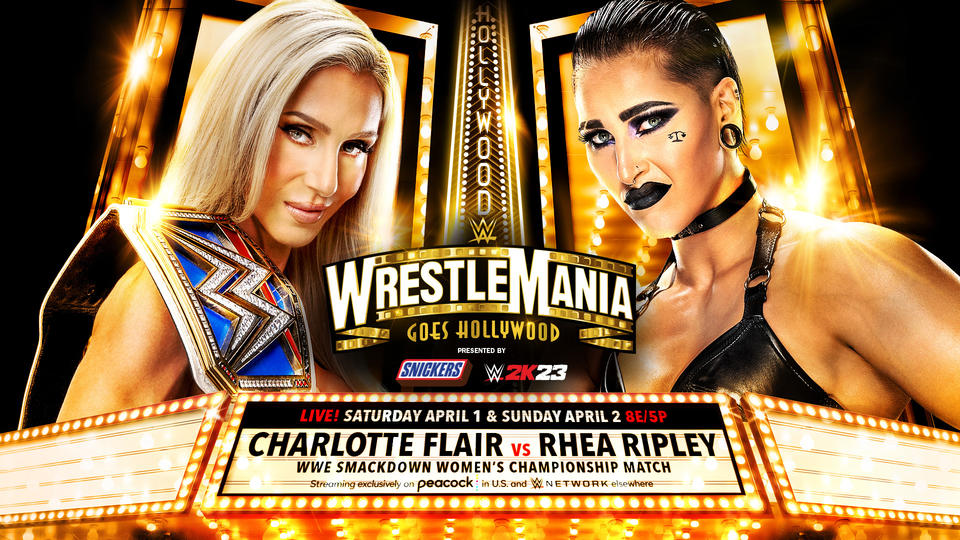 HOLLYWOOD
W
WRESTLEMANIA
GOES HOLLYWOOD
PRESENTED BY
SNICKERS W 2K23
LIVE! SATURDAY APRIL 1 & SUNDAY APRIL 2 8E/5P
CHARLOTTE FLAIR VS RHEA RIPLEY
WWE SMACKDOWN WOMEN'S CHAMPIONSHIP MATCH
Streaming exclusively on peacock in U.S. and W NETWORK elsewhere